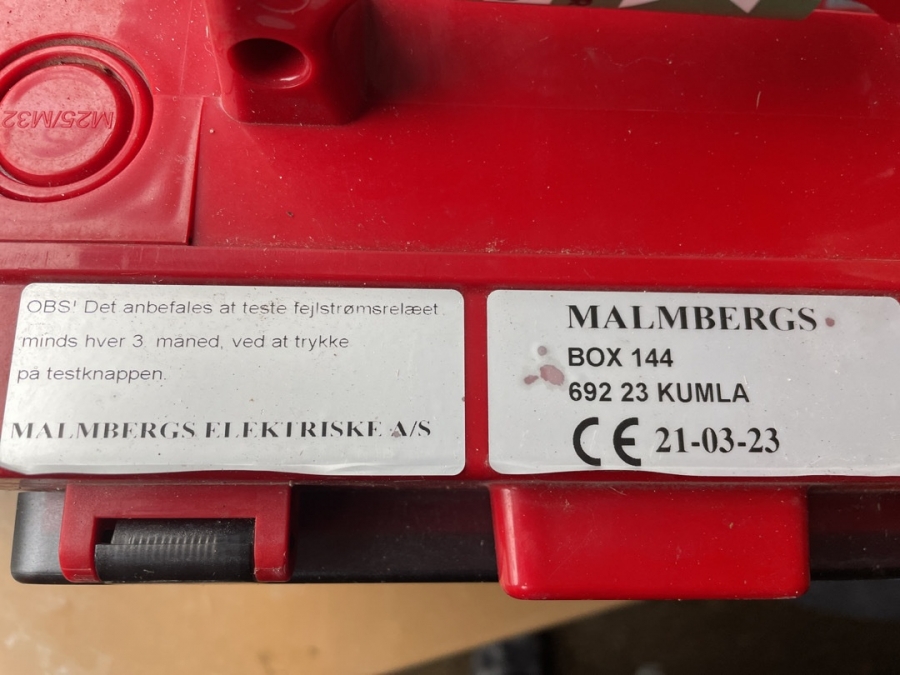 M25/M32
OBS! Det anbefales at teste fejlstrømsrelæet
minds hver 3 måned, ved at trykke
på testknappen.
MALMBERGS ELEKTRISKE A/S
MALMBERGS
BOX 144
692 23 KUMLA
CE 21-03-23